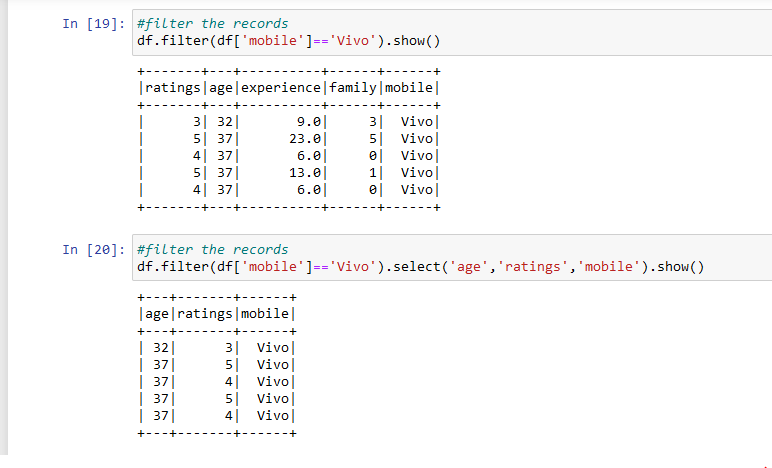 In [19]: #filter the records
df.filter(df['mobile']=='Vivo').show()
+-------+---+----------+------+------+
|ratings|age|experience|family|mobile|
+-------+---+----------+------+------+
|      3| 32|       9.0|     3|  Vivo|
|      5| 37|      23.0|     5|  Vivo|
|      4| 37|       6.0|     0|  Vivo|
|      5| 37|      13.0|     1|  Vivo|
|      4| 37|       6.0|     0|  Vivo|
+-------+---+----------+------+------+
In [20]: #filter the records
df.filter(df['mobile']=='Vivo').select('age','ratings','mobile').show()
+---+-------+------+
|age|ratings|mobile|
+---+-------+------+
| 32|      3|  Vivo|
| 37|      5|  Vivo|
| 37|      4|  Vivo|
| 37|      5|  Vivo|
| 37|      4|  Vivo|
+---+-------+------+